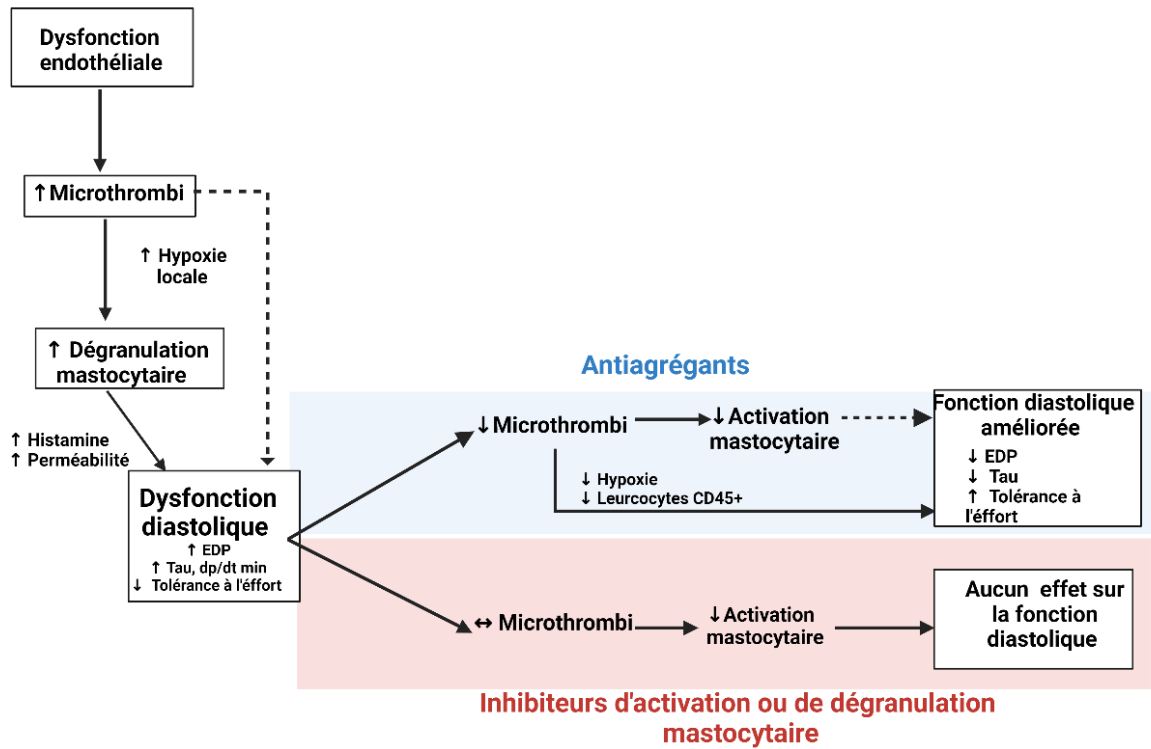 Dysfonction
endothéliale
↑Microthrombi
↑ Hypoxie
locale
↑ Dégranulation
mastocytaire
↑ Histamine
↑ Perméabilité
Dysfonction
diastolique
↑ EDP
↑ Tau, dp/dt min
↓ Tolérance à l'éffort
Antiagrégants
↓Microthrombi
↓Activation
mastocytaire
↓ Hypoxie
↓ Leurcocytes CD45+
Fonction diastolique
améliorée
↓ EDP
↓ Tau
↑ Tolérance à
l'éffort
↔ Microthrombi
↓Activation
mastocytaire
Aucun effet sur
la fonction
diastolique
Inhibiteurs d'activation ou de dégranulation
mastocytaire